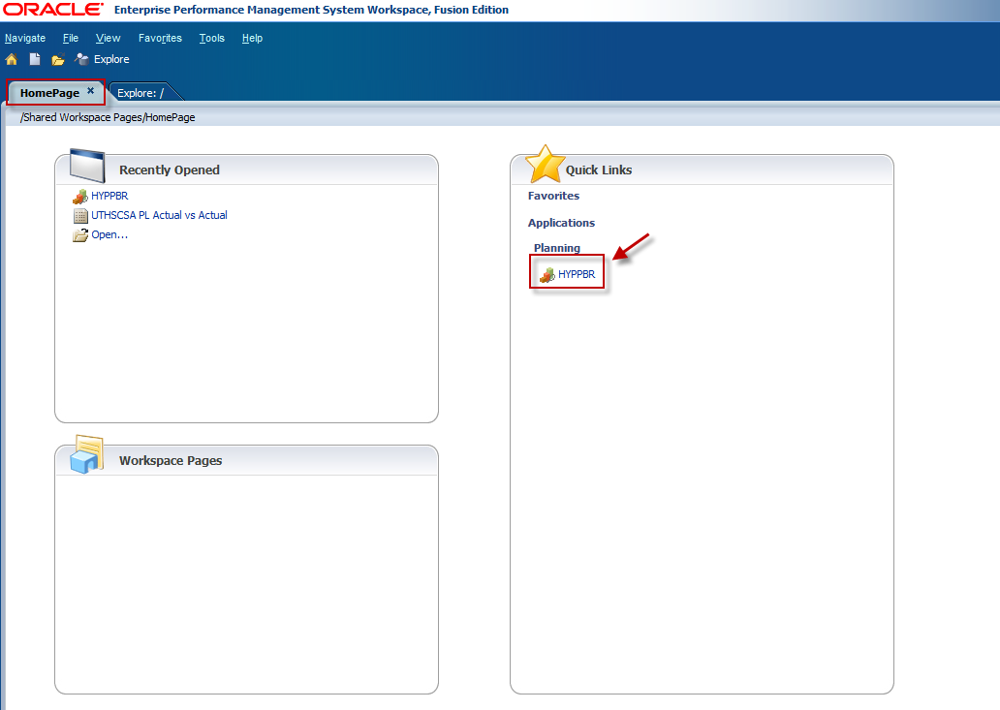 ORACLE Enterprise Performance Management System Workspace, Fusion Edition
Navigate File View Favorites Tools Help
Explore
HomePage × Explore: /
/Shared Workspace Pages/HomePage
Recently Opened
HYPPBR
UTHSCSA PL Actual vs Actual
Open...
Workspace Pages
Quick Links
Favorites
Applications
Planning
HYPPBR